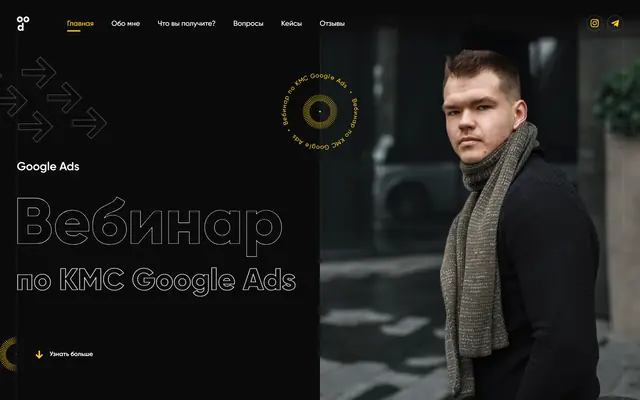 ood
Главная
Обо мне
Что вы получите?
Вопросы
Кейсы
Отзывы
Вебинар по КМС Google Ads • Вебинар по КМС Google Ads •
Google Ads
Вебинар
по КМС Google Ads
Узнать больше